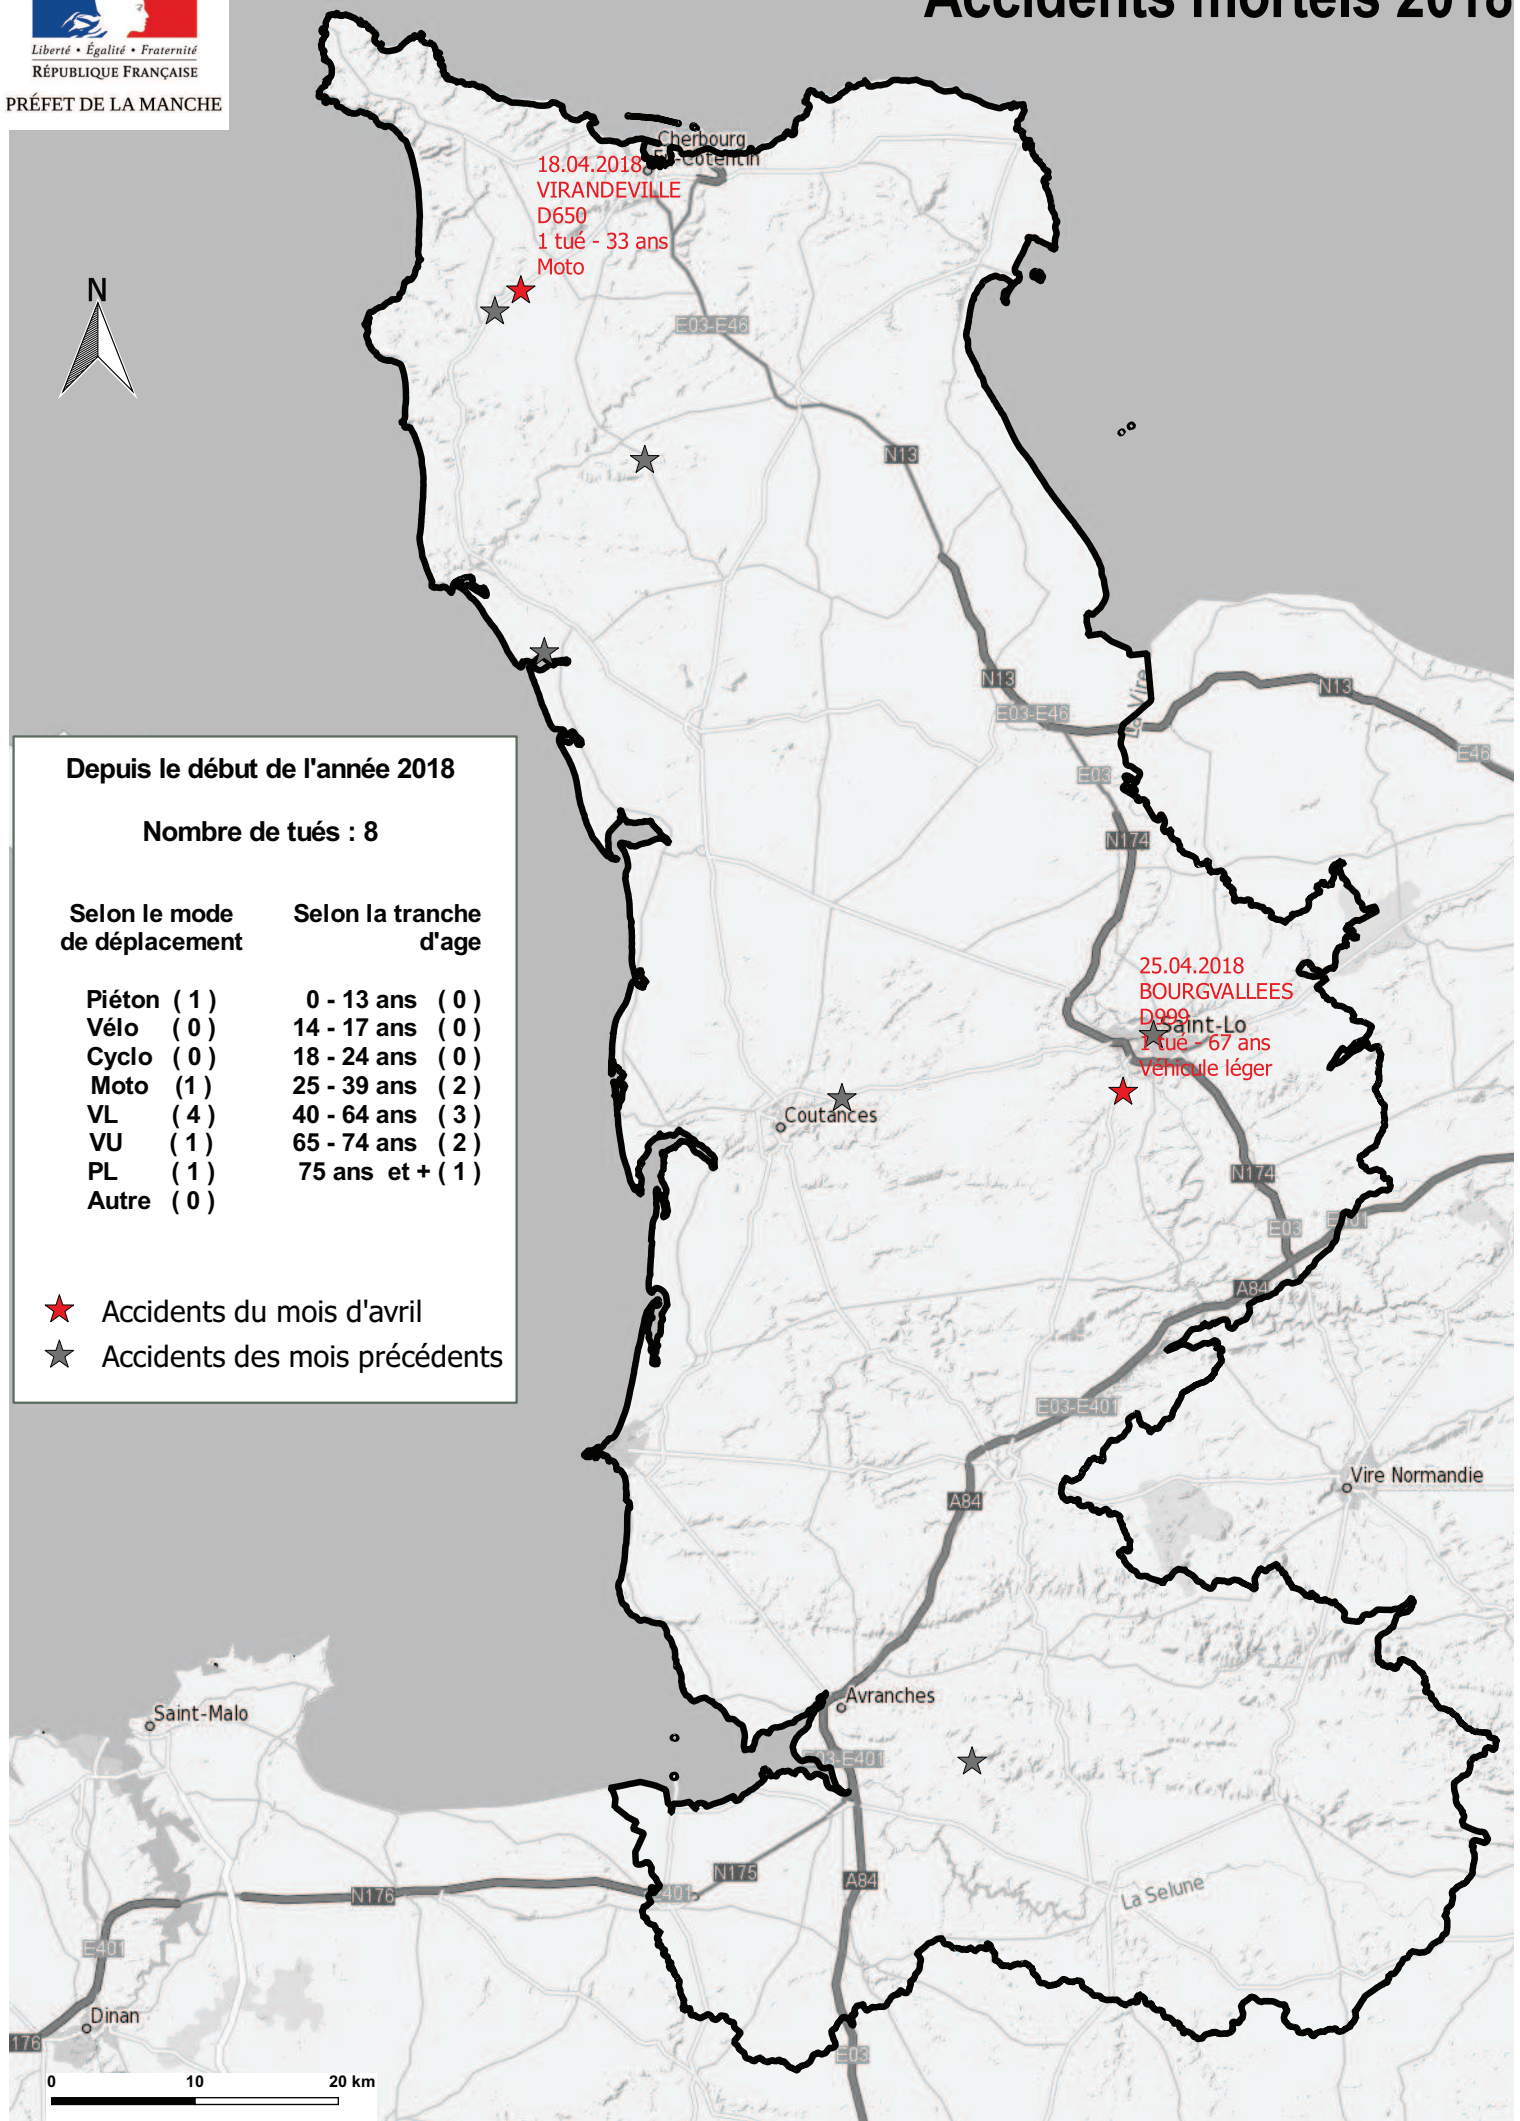 Accidents mortels 2018
Liberté • Égalité • Fraternité
RÉPUBLIQUE FRANÇAISE
PRÉFET DE LA MANCHE
Cherbourg
En-Cotentin
18.04.2018
VIRANDEVILLE
D650
1 tué - 33 ans
Moto
N
E03-E46
N13
N13
E03-E46
La Vire
N13
E46
E03
N174
Depuis le début de l'année 2018
Nombre de tués : 8
Selon le mode
de déplacement
Selon la tranche
d'age
Piéton ( 1 ) 0 - 13 ans ( 0 )
Vélo ( 0 ) 14 - 17 ans ( 0 )
Cyclo ( 0 ) 18 - 24 ans ( 0 )
Moto (1 ) 25 - 39 ans ( 2 )
VL ( 4 ) 40 - 64 ans ( 3 )
VU ( 1 ) 65 - 74 ans ( 2 )
PL ( 1 ) 75 ans et + ( 1 )
Autre ( 0 )
Accidents du mois d'avril
Accidents des mois précédents
25.04.2018
BOURGVALLEES
D999
Saint-Lo
1 tué - 67 ans
Véhicule léger
Coutances
N174
E03
E401
A84
E03-E401
A84
Vire Normandie
Avranches
E03-E401
Saint-Malo
N175
A84
La Selune
N176
E401
E401
Dinan
176
E03
0 10 20 km